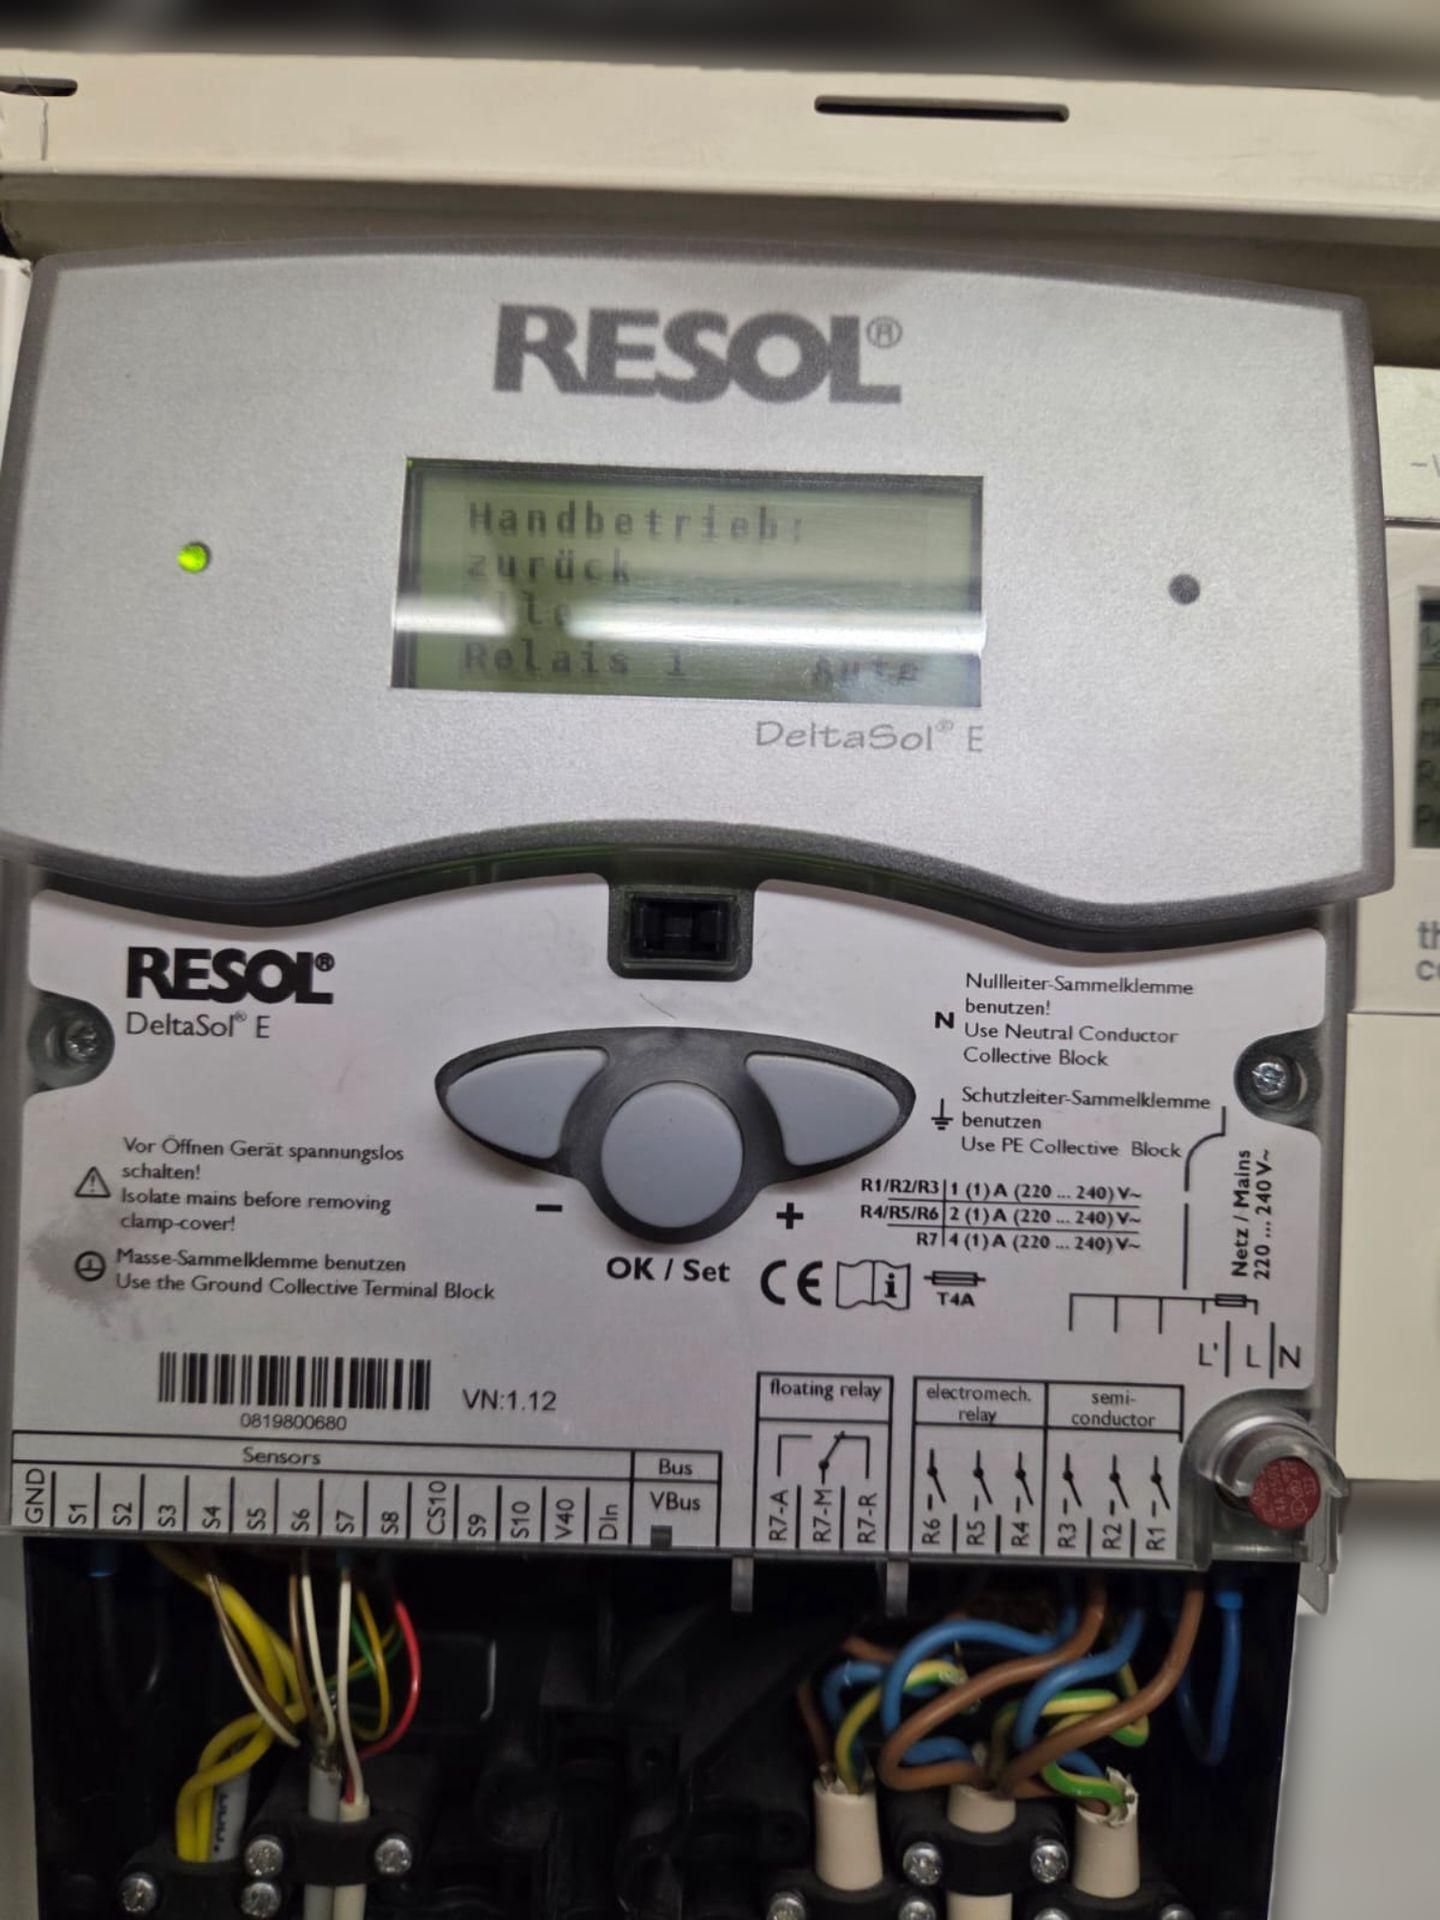 RESOL®
Handbetrieb:
zurück
Relais 1 Auto
DeltaSol® E
RESOL®
DeltaSol® E
Vor Öffnen Gerät spannungslos
schalten!
Isolate mains before removing
clamp-cover!
Masse-Sammelklemme benutzen
Use the Ground Collective Terminal Block
0819800680
VN:1.12
–
OK / Set
+
Nullleiter-Sammelklemme
benutzen!
N Use Neutral Conductor
Collective Block
Schutzleiter-Sammelklemme
benutzen
Use PE Collective Block
R1/R2/R3 1 (1) A (220 ... 240) V~
R4/R5/R6 2 (1) A (220 ... 240) V~
R7 4 (1) A (220 ... 240) V~
CE i T4A
Netz / Mains
220 ... 240 V~
L' L N
Sensors
GND S1 S2 S3 S4 S5 S6 S7 S8 CS10 S9 S10 V40 DIn
Bus
VBus
floating relay
R7-A R7-M R7-R
electromech.
relay
R6 R5 R4
semi-
conductor
R3 R2 R1